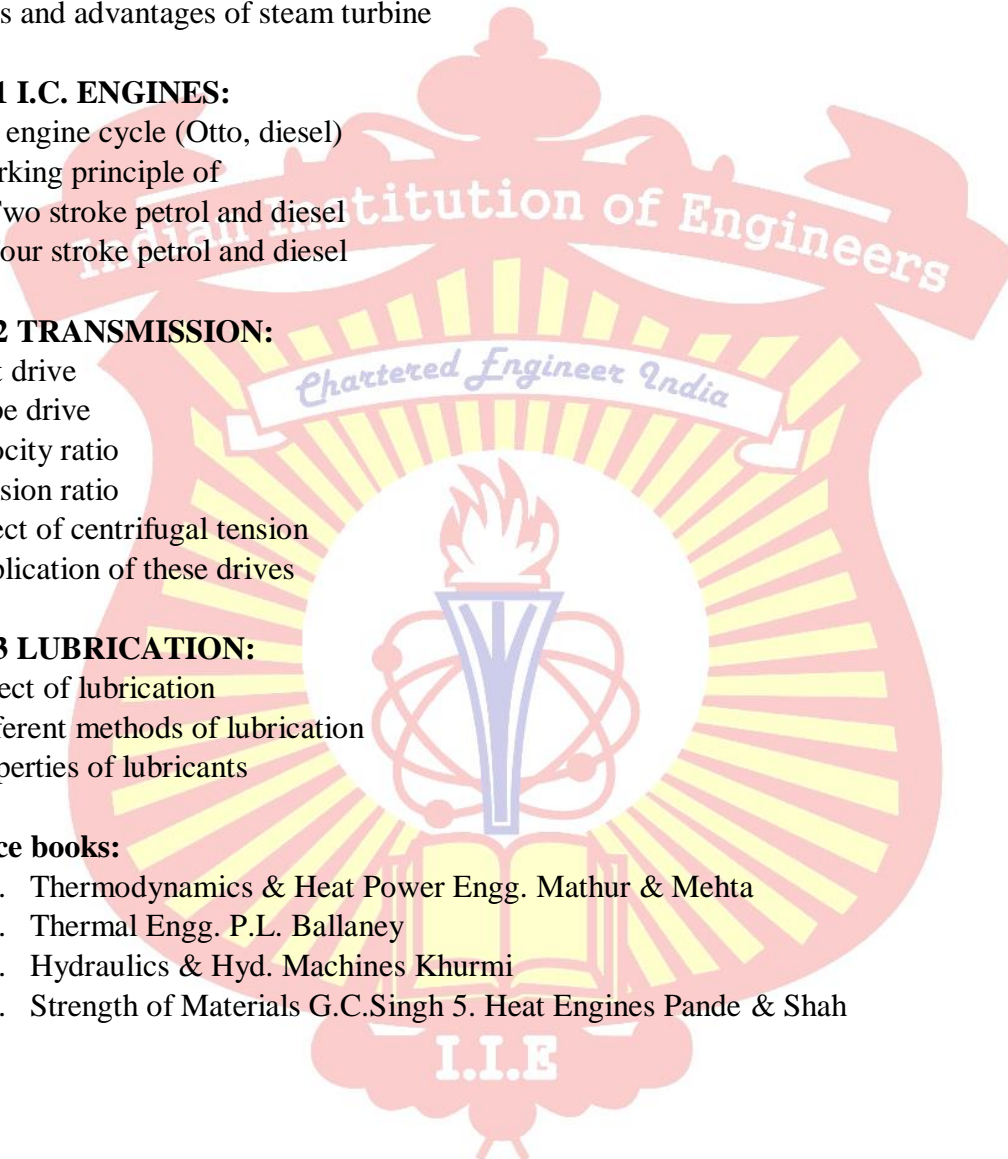 s and advantages of steam turbine
1 I.C. ENGINES:
engine cycle (Otto, diesel)
rking principle of
Two stroke petrol and diesel
our stroke petrol and diesel
2 TRANSMISSION:
t drive
pe drive
ocity ratio
sion ratio
ect of centrifugal tension
plication of these drives
3 LUBRICATION:
ect of lubrication
ferent methods of lubrication
perties of lubricants
ce books:
. Thermodynamics & Heat Power Engg. Mathur & Mehta
. Thermal Engg. P.L. Ballaney
. Hydraulics & Hyd. Machines Khurmi
. Strength of Materials G.C.Singh 5. Heat Engines Pande & Shah
Indian Institution of Engineers
Chartered Engineer India
I.I.E